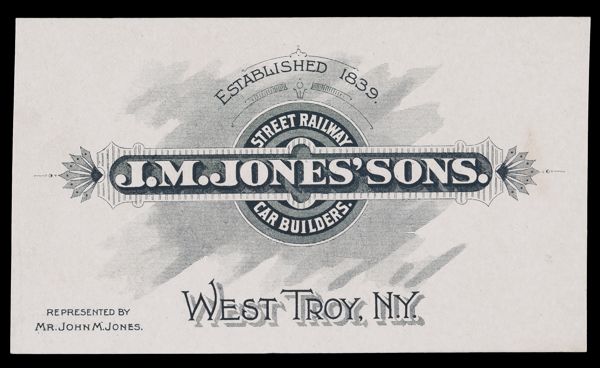 ESTABLISHED 1839.
STREET RAILWAY
J.M.JONES' SONS.
CAR BUILDERS.
WEST TROY, N.Y.
REPRESENTED BY
MR. JOHN M. JONES.